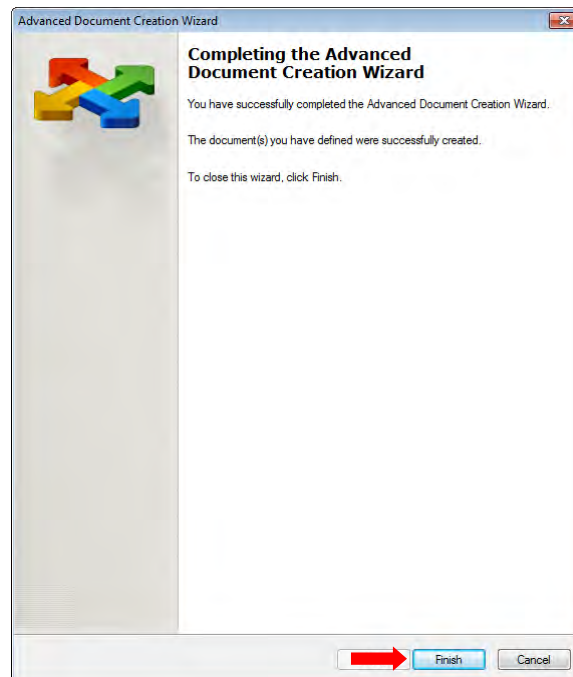 Advanced Document Creation Wizard
Completing the Advanced
Document Creation Wizard
You have successfully completed the Advanced Document Creation Wizard.
The document(s) you have defined were successfully created.
To close this wizard, click Finish.
Finish
Cancel